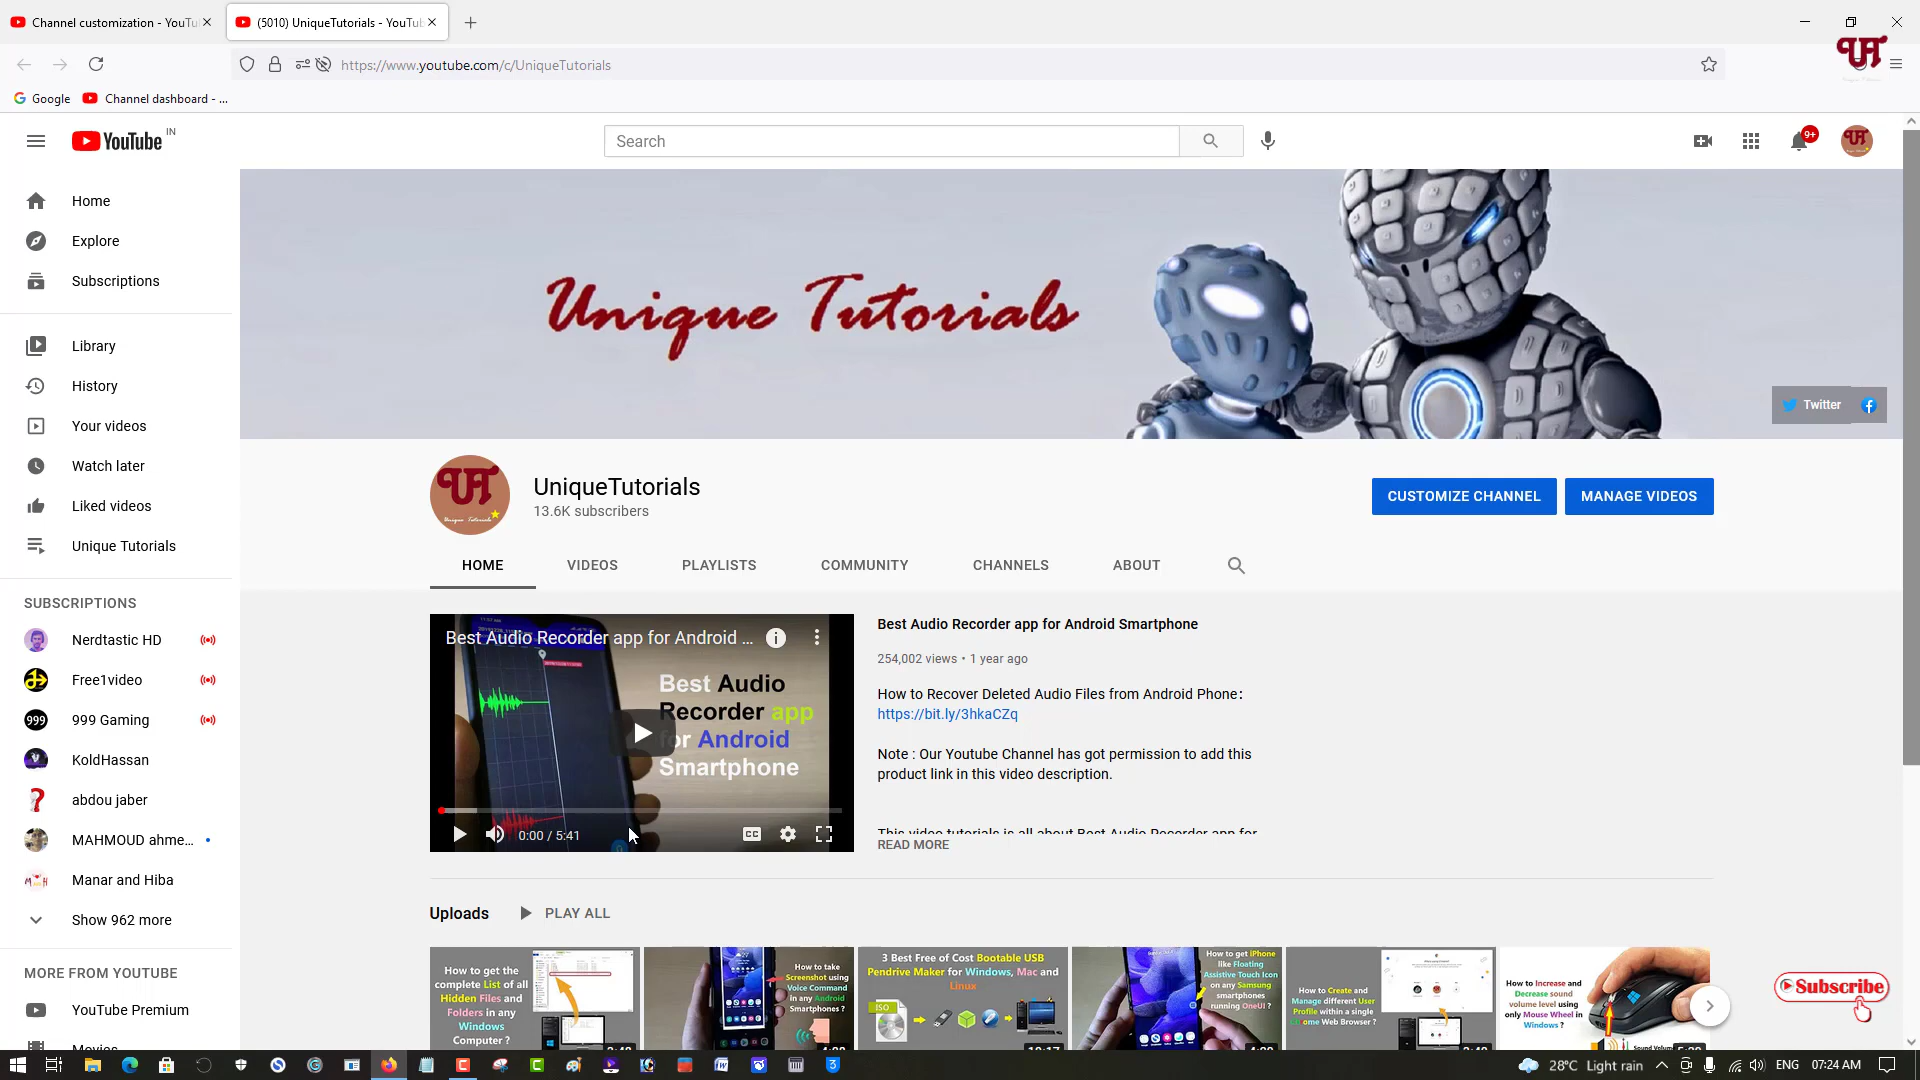 Channel customization - YouTu
(5010) UniqueTutorials - YouTub
https://www.youtube.com/c/UniqueTutorials
UT
Google
Channel dashboard - ...
YouTube IN
Search
9+
Home
Explore
Subscriptions
Library
History
Your videos
Watch later
Liked videos
Unique Tutorials
SUBSCRIPTIONS
Nerdtastic HD
Free1video
999 Gaming
KoldHassan
abdou jaber
MAHMOUD ahme...
Manar and Hiba
Show 962 more
MORE FROM YOUTUBE
YouTube Premium
Movies
Unique Tutorials
Twitter
UT
Unique Tutorials
UniqueTutorials
13.6K subscribers
CUSTOMIZE CHANNEL
MANAGE VIDEOS
HOME
VIDEOS
PLAYLISTS
COMMUNITY
CHANNELS
ABOUT
Best Audio Recorder app for Android ...
Best Audio
Recorder app
for Android
Smartphone
0:00 / 5:41
CC
Best Audio Recorder app for Android Smartphone
254,002 views • 1 year ago
How to Recover Deleted Audio Files from Android Phone:
https://bit.ly/3hkaCZq
Note : Our Youtube Channel has got permission to add this
product link in this video description.
This video tutorials is all about Best Audio Recorder app for
READ MORE
Uploads
PLAY ALL
How to get the
complete List of all
Hidden Files and
Folders in any
Windows
Computer ?
How to take
Screenshot using
Voice Command
in any Android
Smartphones ?
3 Best Free of Cost Bootable USB
Pendrive Maker for Windows, Mac and
Linux
ISO
How to get iPhone
like Floating
Assistive Touch Icon
on any Samsung
smartphones
running OneUI ?
How to Create and
Manage different User
Profile within a single
Chrome Web Browser ?
How to Increase and
Decrease sound
volume level using
only Mouse Wheel in
Windows ?
Subscribe
28°C Light rain
ENG
07:24 AM